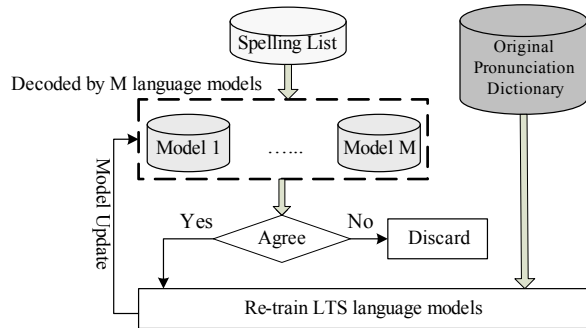 Spelling List
Original
Pronunciation
Dictionary
Decoded by M language models
Model 1
…...
Model M
Model Update
Yes
No
Agree
Discard
Re-train LTS language models